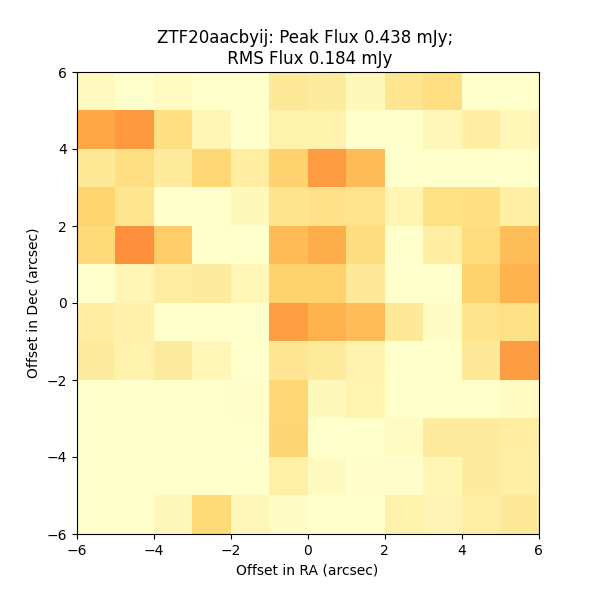 ZTF20aacbyij: Peak Flux 0.438 mJy;
RMS Flux 0.184 mJy
6
4
2
0
−2
−4
−6
Offset in Dec (arcsec)
−6 −4 −2 0 2 4 6
Offset in RA (arcsec)